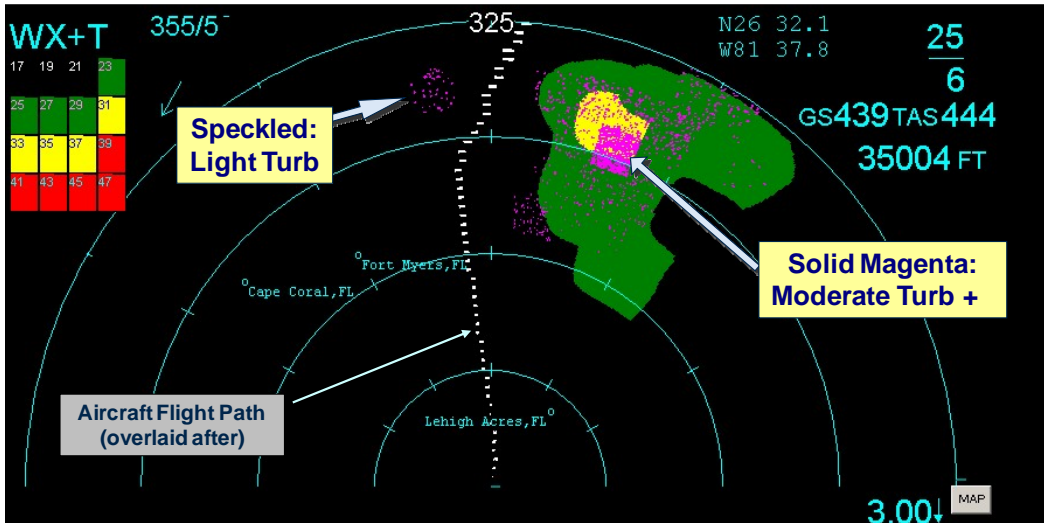 WX+T
355/5
325
N26 32.1
W81 37.8
25
6
17 19 21 23
25 27 29 31
33 35 37 39
41 43 45 47
GS439 TAS444
35004 FT
Speckled:
Light Turb
Solid Magenta:
Moderate Turb +
Fort Myers,FL
Cape Coral,FL
Aircraft Flight Path
(overlaid after)
Lehigh Acres,FL
3.00↓
MAP